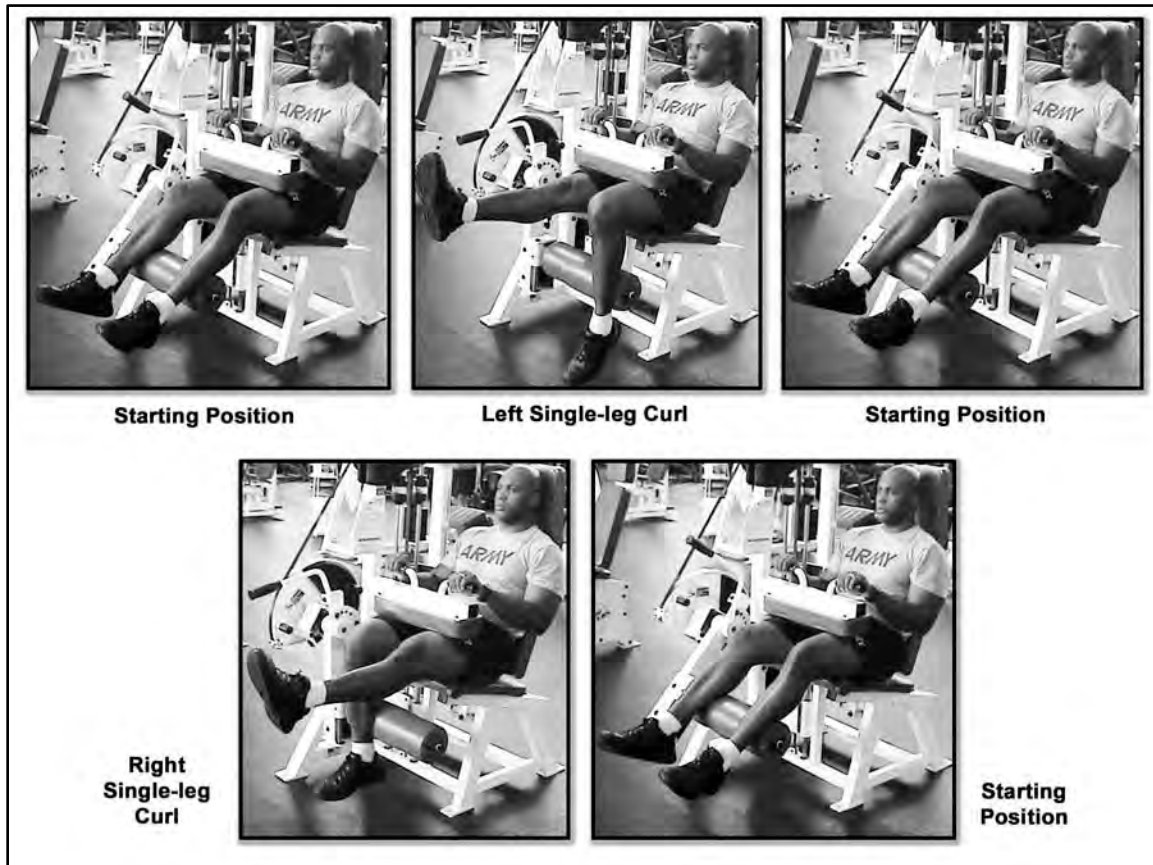 ARMY
ARMY
ARMY
Starting Position
Left Single-leg Curl
Starting Position
ARMY
ARMY
Right
Single-leg
Curl
Starting
Position